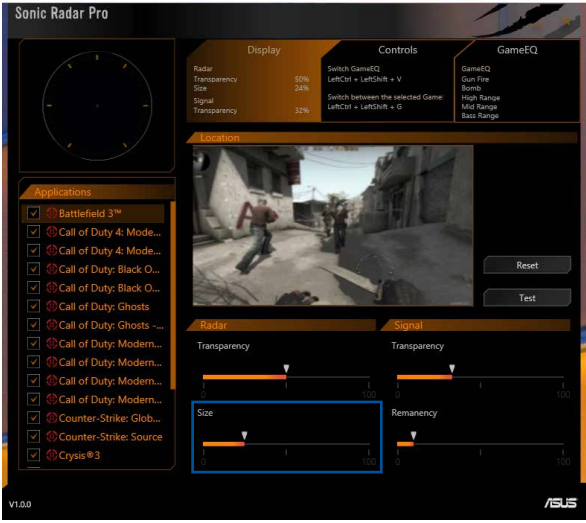 Sonic Radar Pro
Display
Radar
Transparency 50%
Size 24%
Signal
Transparency 32%
Controls
Switch GameEQ
LeftCtrl + LeftShift + V
Switch between the selected Game
LeftCtrl + LeftShift + G
GameEQ
GameEQ
Gun Fire
Bomb
High Range
Mid Range
Bass Range
Location
A
Reset
Test
Applications
Battlefield 3™
Call of Duty 4: Mode...
Call of Duty 4: Mode...
Call of Duty: Black O...
Call of Duty: Black O...
Call of Duty: Ghosts
Call of Duty: Ghosts -...
Call of Duty: Modern...
Call of Duty: Modern...
Call of Duty: Modern...
Call of Duty: Modern...
Counter-Strike: Glob...
Counter-Strike: Source
Crysis®3
Radar
Transparency
0 100
Size
0 100
Signal
Transparency
0 100
Remanency
0 100
V1.0.0
ASUS